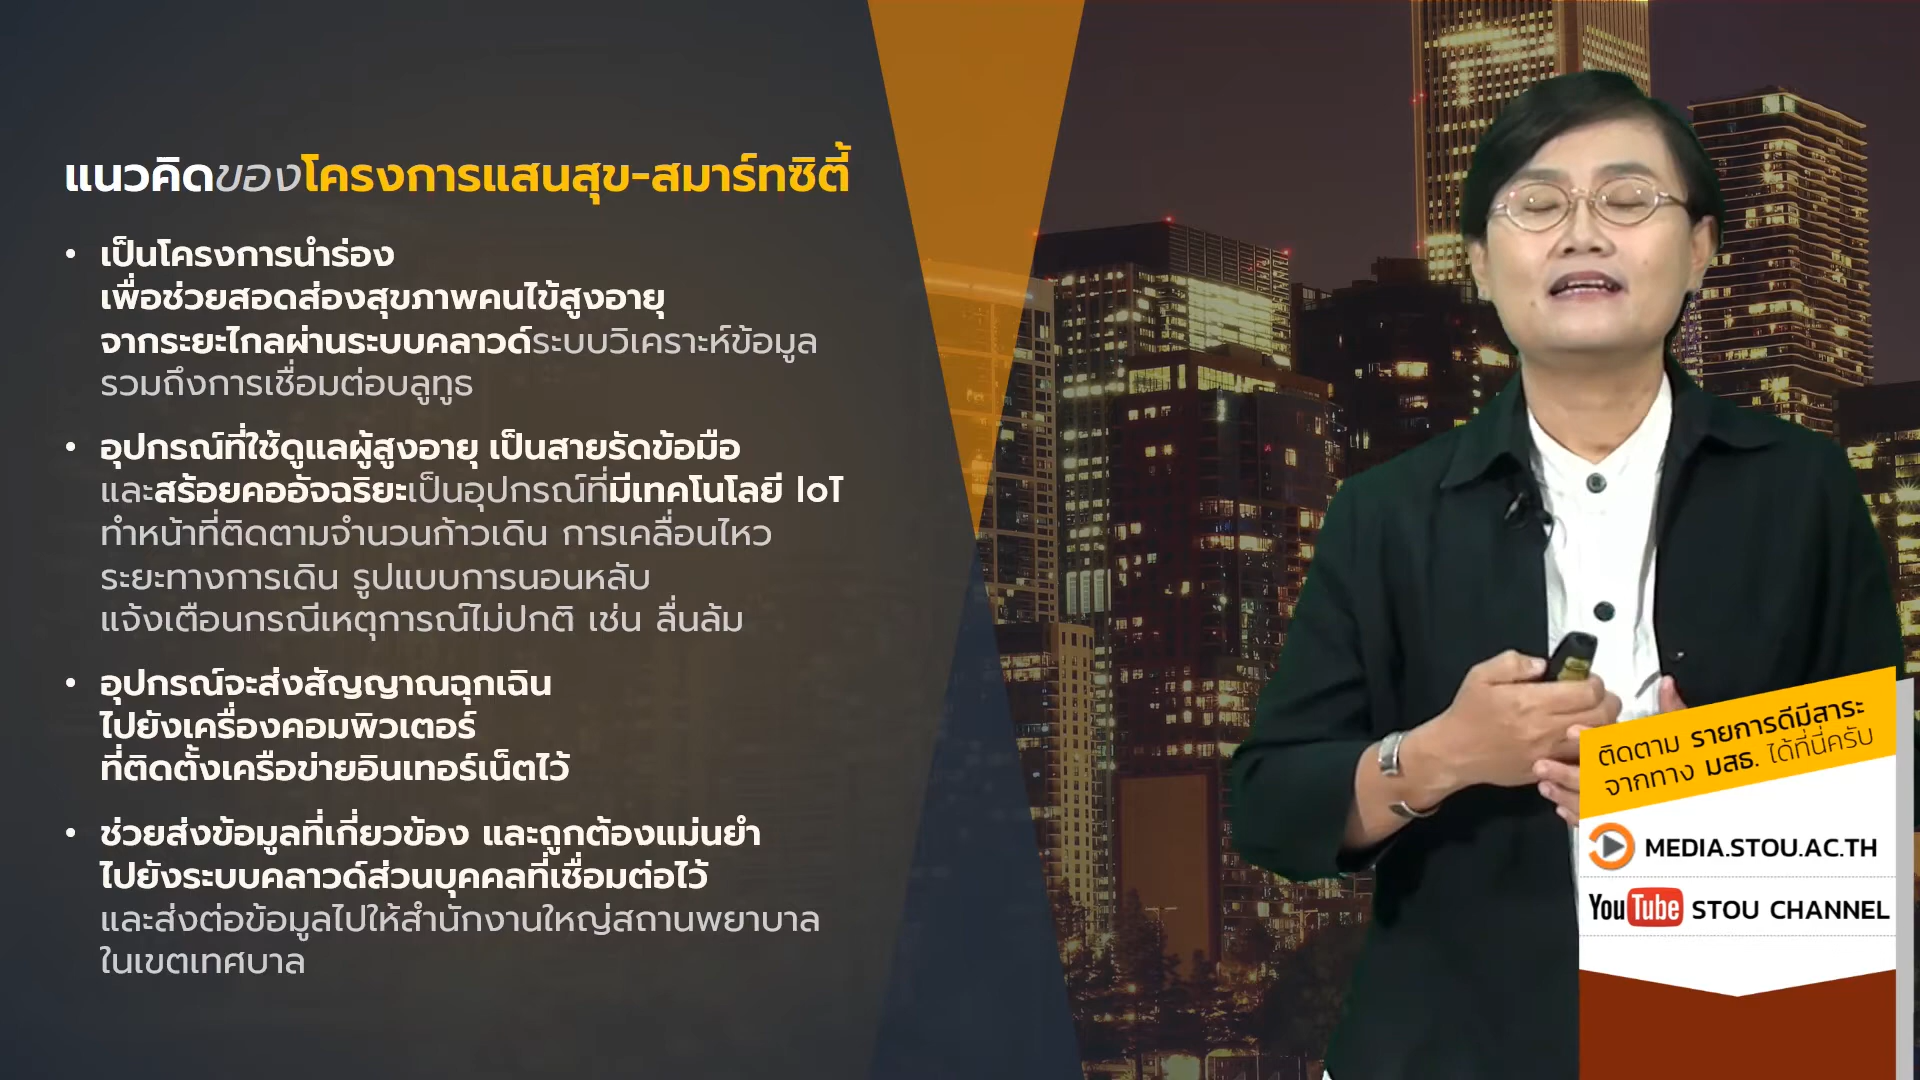 แนวคิดของโครงการแสนสุข-สมาร์ทซิตี้
• เป็นโครงการนำร่อง
เพื่อช่วยสอดส่องสุขภาพคนไข้สูงอายุ
จากระยะไกลผ่านระบบคลาวด์ระบบวิเคราะห์ข้อมูล
รวมถึงการเชื่อมต่อบลูทูธ
• อุปกรณ์ที่ใช้ดูแลผู้สูงอายุ เป็นสายรัดข้อมือ
และสร้อยคออัจฉริยะเป็นอุปกรณ์ที่มีเทคโนโลยี IoT
ทำหน้าที่ติดตามจำนวนก้าวเดิน การเคลื่อนไหว
ระยะทางการเดิน รูปแบบการนอนหลับ
แจ้งเตือนกรณีเหตุการณ์ไม่ปกติ เช่น ลื่นล้ม
• อุปกรณ์จะส่งสัญญาณฉุกเฉิน
ไปยังเครื่องคอมพิวเตอร์
ที่ติดตั้งเครือข่ายอินเทอร์เน็ตไว้
• ช่วยส่งข้อมูลที่เกี่ยวข้อง และถูกต้องแม่นยำ
ไปยังระบบคลาวด์ส่วนบุคคลที่เชื่อมต่อไว้
และส่งต่อข้อมูลไปให้สำนักงานใหญ่สถานพยาบาล
ในเขตเทศบาล
ติดตาม รายการดีมีสาระ
จากทาง มสธ. ได้ที่นี่ครับ
MEDIA.STOU.AC.TH
YouTube STOU CHANNEL